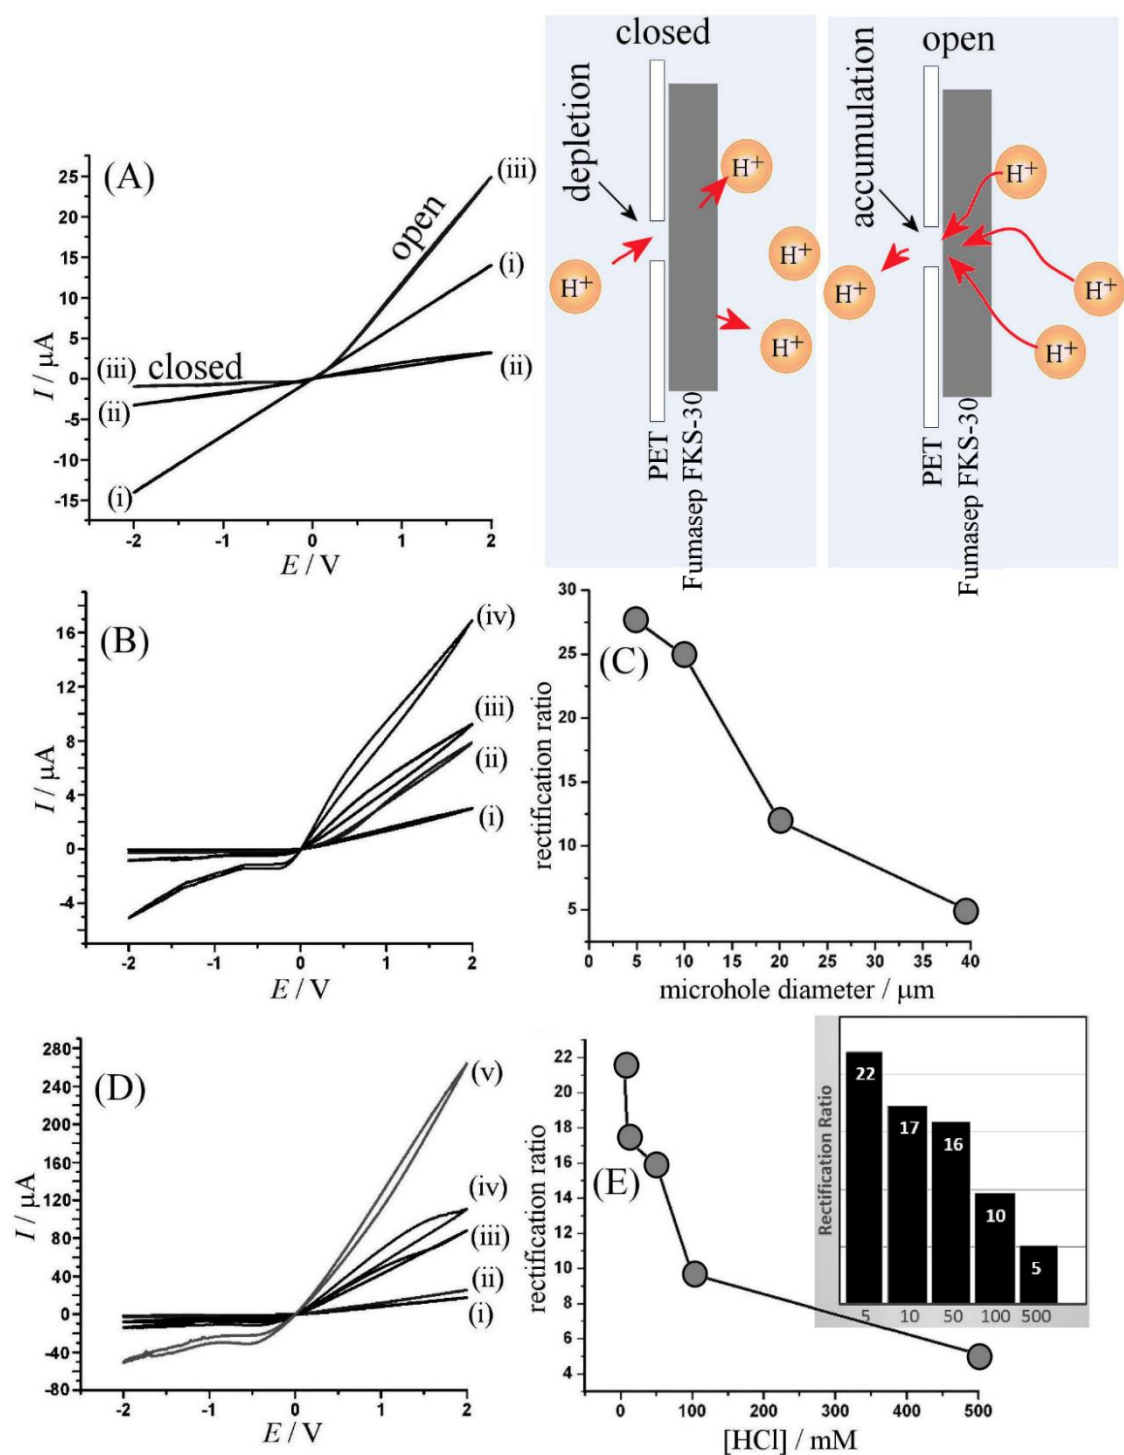 (A)
I / μA
25
20
15
10
5
0
-5
-10
-15
-2
-1
0
1
2
E / V
(iii)
open
(i)
(ii)
(iii)
closed
(ii)
(i)
closed
depletion
H+
H+
H+
H+
PET
Fumasep FKS-30
open
accumulation
H+
H+
H+
H+
PET
Fumasep FKS-30
(B)
I / μA
16
12
8
4
0
-4
-2
-1
0
1
2
E / V
(iv)
(iii)
(ii)
(i)
(C)
rectification ratio
30
25
20
15
10
5
0
5
10
15
20
25
30
35
40
microhole diameter / μm
(D)
I / μA
280
240
200
160
120
80
40
0
-40
-80
-2
-1
0
1
2
E / V
(v)
(iv)
(iii)
(ii)
(i)
(E)
rectification ratio
22
20
18
16
14
12
10
8
6
4
0
100
200
300
400
500
[HCl] / mM
Rectification Ratio
22
17
16
10
5
5
10
50
100
500